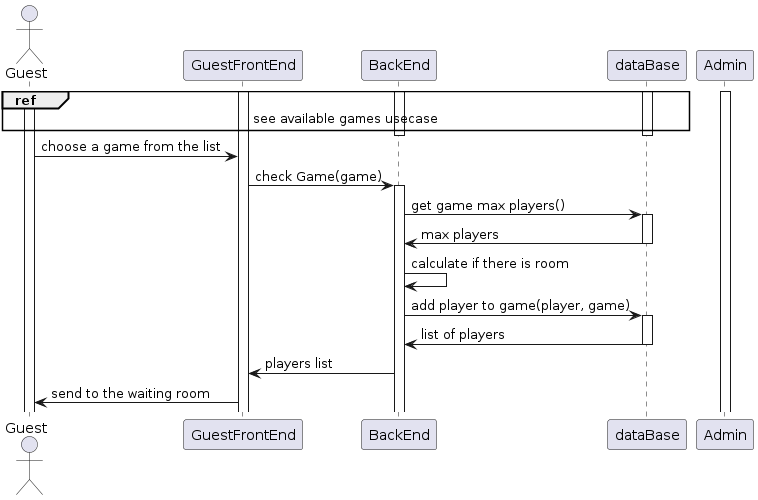 Guest
GuestFrontEnd
BackEnd
dataBase
Admin
ref
see available games usecase
choose a game from the list
check Game(game)
get game max players()
max players
calculate if there is room
add player to game(player, game)
list of players
players list
send to the waiting room
Guest
GuestFrontEnd
BackEnd
dataBase
Admin